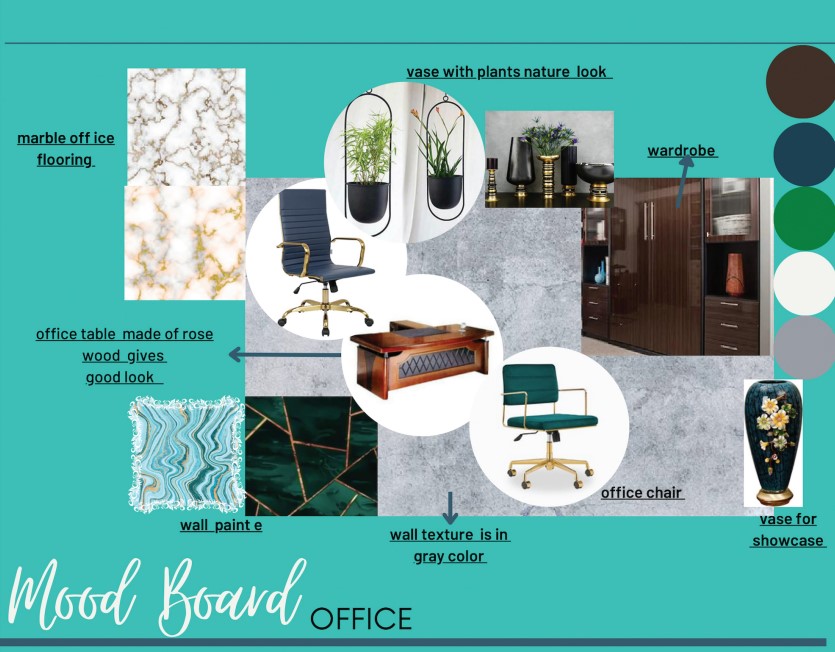 vase with plants nature look
marble off ice
flooring
wardrobe
office table made of rose
wood gives
good look
office chair
wall paint e
wall texture is in
gray color
vase for
showcase
Mood Board
OFFICE